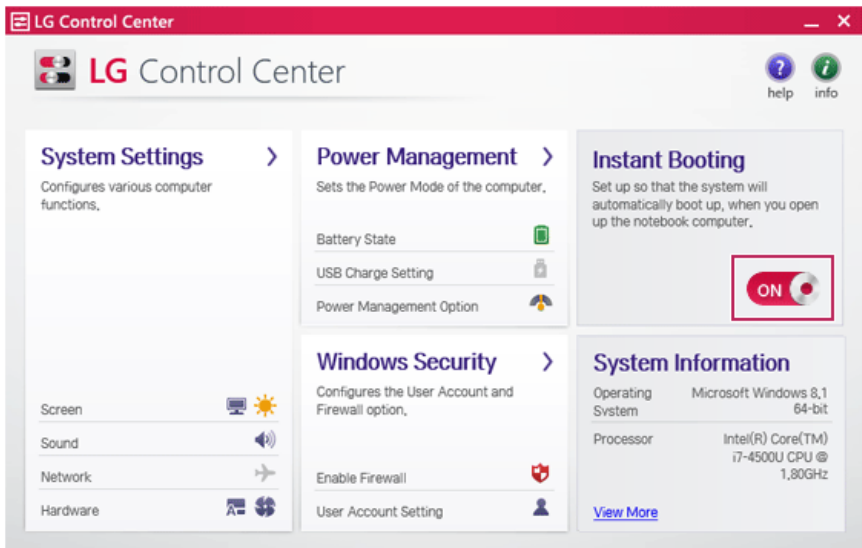 LG Control Center
LG Control Center
help
info
System Settings
Configures various computer
functions.
Screen
Sound
Network
Hardware
Power Management
Sets the Power Mode of the computer.
Battery State
USB Charge Setting
Power Management Option
Instant Booting
Set up so that the system will
automatically boot up, when you open
up the notebook computer.
ON
Windows Security
Configures the User Account and
Firewall option.
Enable Firewall
User Account Setting
System Information
Operating System
Microsoft Windows 8.1
64-bit
Processor
Intel(R) Core(TM)
i7-4500U CPU @
1.80GHz
View More